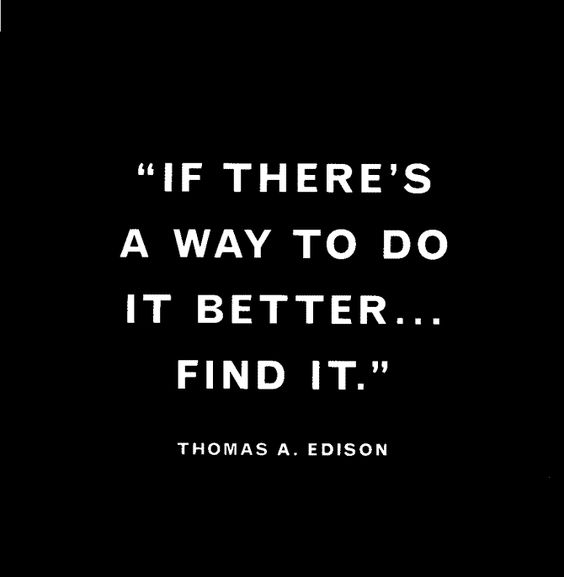 “IF THERE’S
A WAY TO DO
IT BETTER...
FIND IT.”
THOMAS A. EDISON